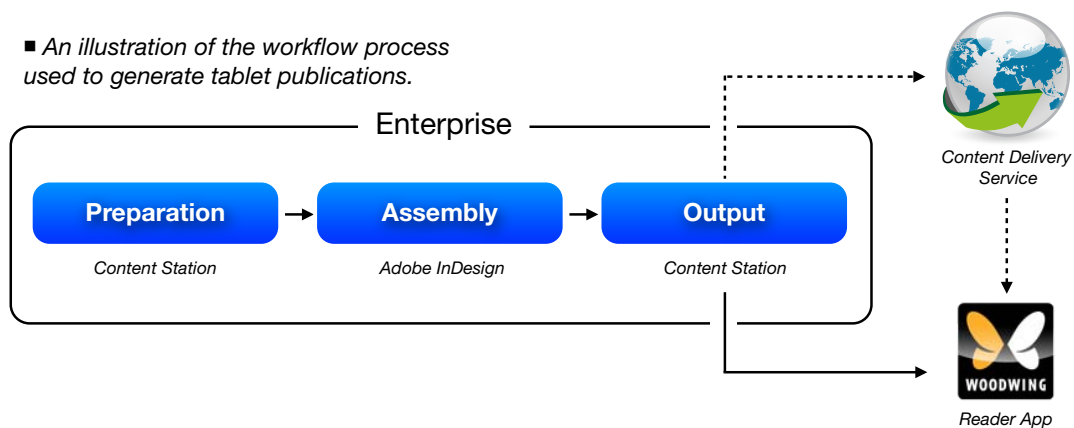 ■ An illustration of the workflow process
used to generate tablet publications.
Enterprise
Preparation
Assembly
Output
Content Station
Adobe InDesign
Content Station
Content Delivery
Service
WOODWING
Reader App